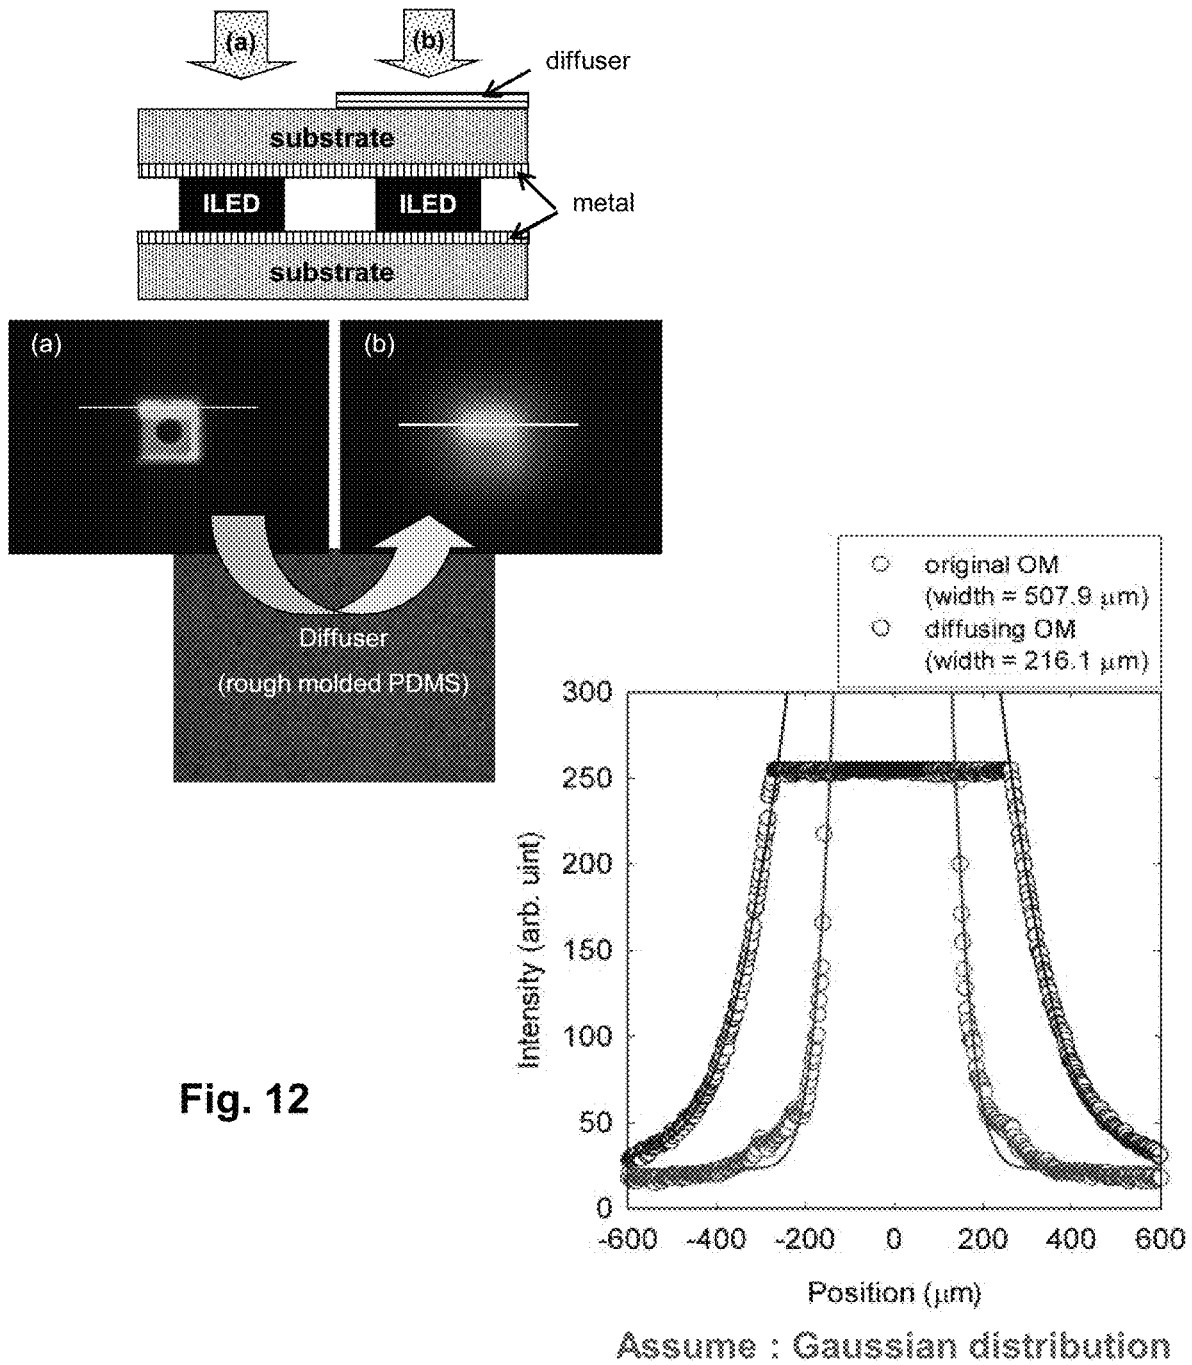 (a)
(b)
diffuser
substrate
ILED
ILED
metal
substrate
(a)
(b)
Diffuser
(rough molded PDMS)
original OM
(width = 507.9 μm)
diffusing OM
(width = 216.1 μm)
300
250
200
150
100
50
0
Intensity (arb. uint)
-600
-400
-200
0
200
400
600
Position (μm)
Assume : Gaussian distribution
Fig. 12